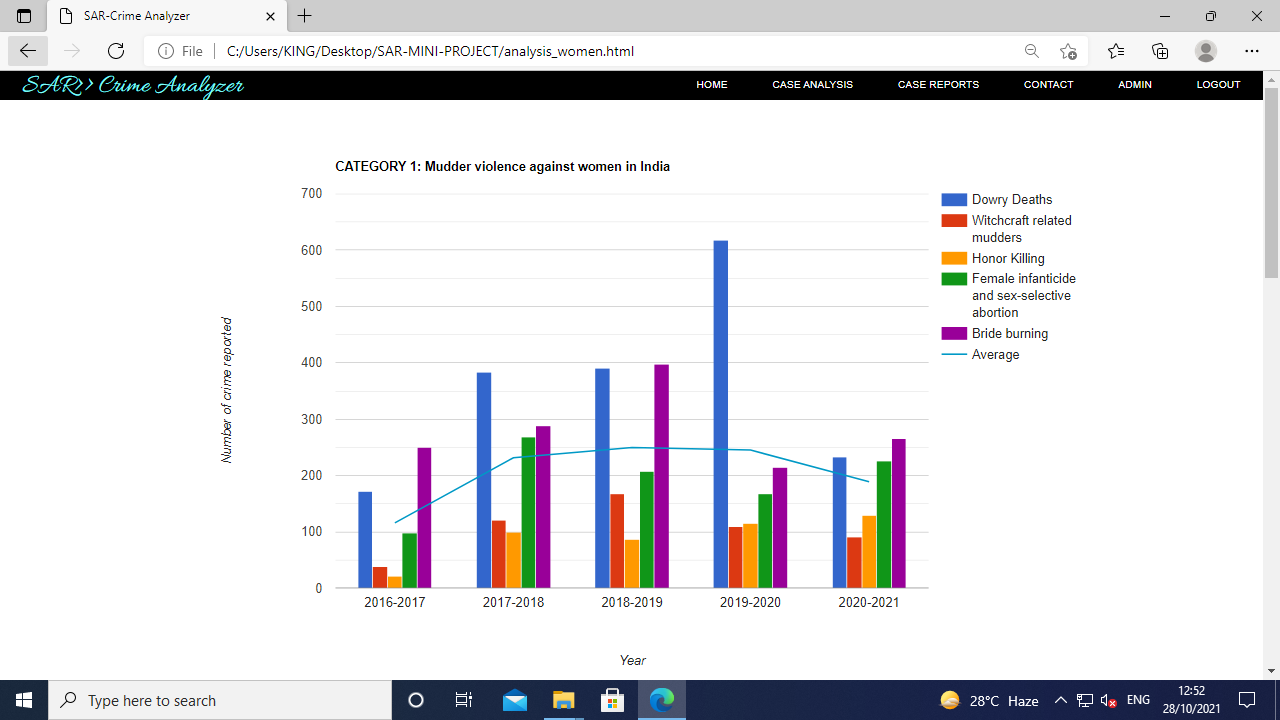 SAR-Crime Analyzer
File
C:/Users/KING/Desktop/SAR-MINI-PROJECT/analysis_women.html
SAR>> Crime Analyzer
HOME
CASE ANALYSIS
CASE REPORTS
CONTACT
ADMIN
LOGOUT
CATEGORY 1: Mudder violence against women in India
700
600
500
400
300
200
100
0
Number of crime reported
2016-2017
2017-2018
2018-2019
2019-2020
2020-2021
Year
Dowry Deaths
Witchcraft related
mudders
Honor Killing
Female infanticide
and sex-selective
abortion
Bride burning
Average
Type here to search
28°C Haze
ENG
12:52
28/10/2021